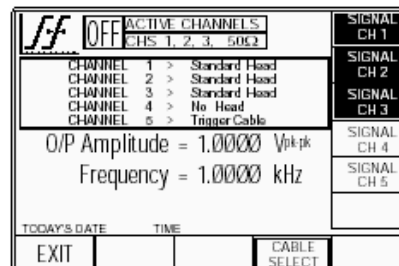 OFF
ACTIVE CHANNELS
CHS 1, 2, 3, 50Ω
CHANNEL 1 > Standard Head
CHANNEL 2 > Standard Head
CHANNEL 3 > Standard Head
CHANNEL 4 > No Head
CHANNEL 5 > Trigger Cable
O/P Amplitude = 1.0000 Vpk-pk
Frequency = 1.0000 kHz
TODAY'S DATE TIME
EXIT
CABLE
SELECT
SIGNAL
CH 1
SIGNAL
CH 2
SIGNAL
CH 3
SIGNAL
CH 4
SIGNAL
CH 5